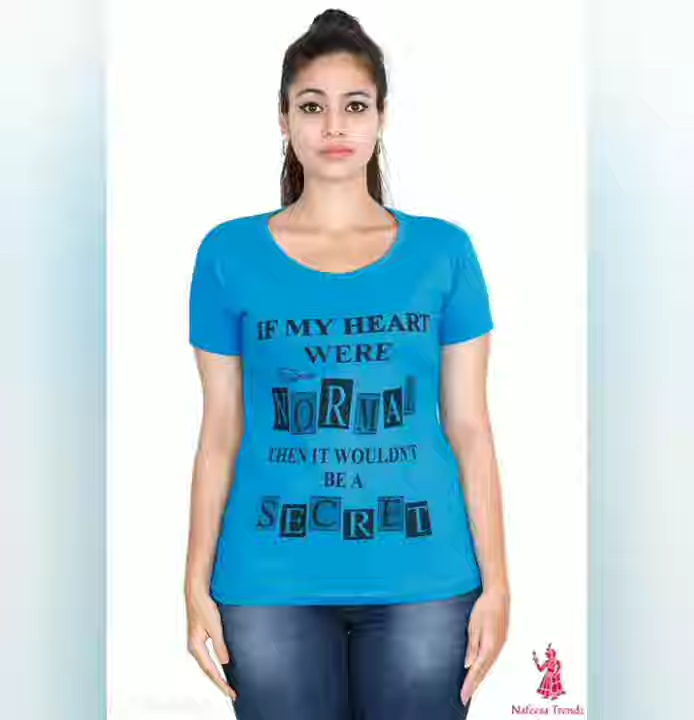 IF MY HEART
WERE
NORMAL
THEN IT WOULDN'T
BE A
SECRET
Nafeesa Trendz